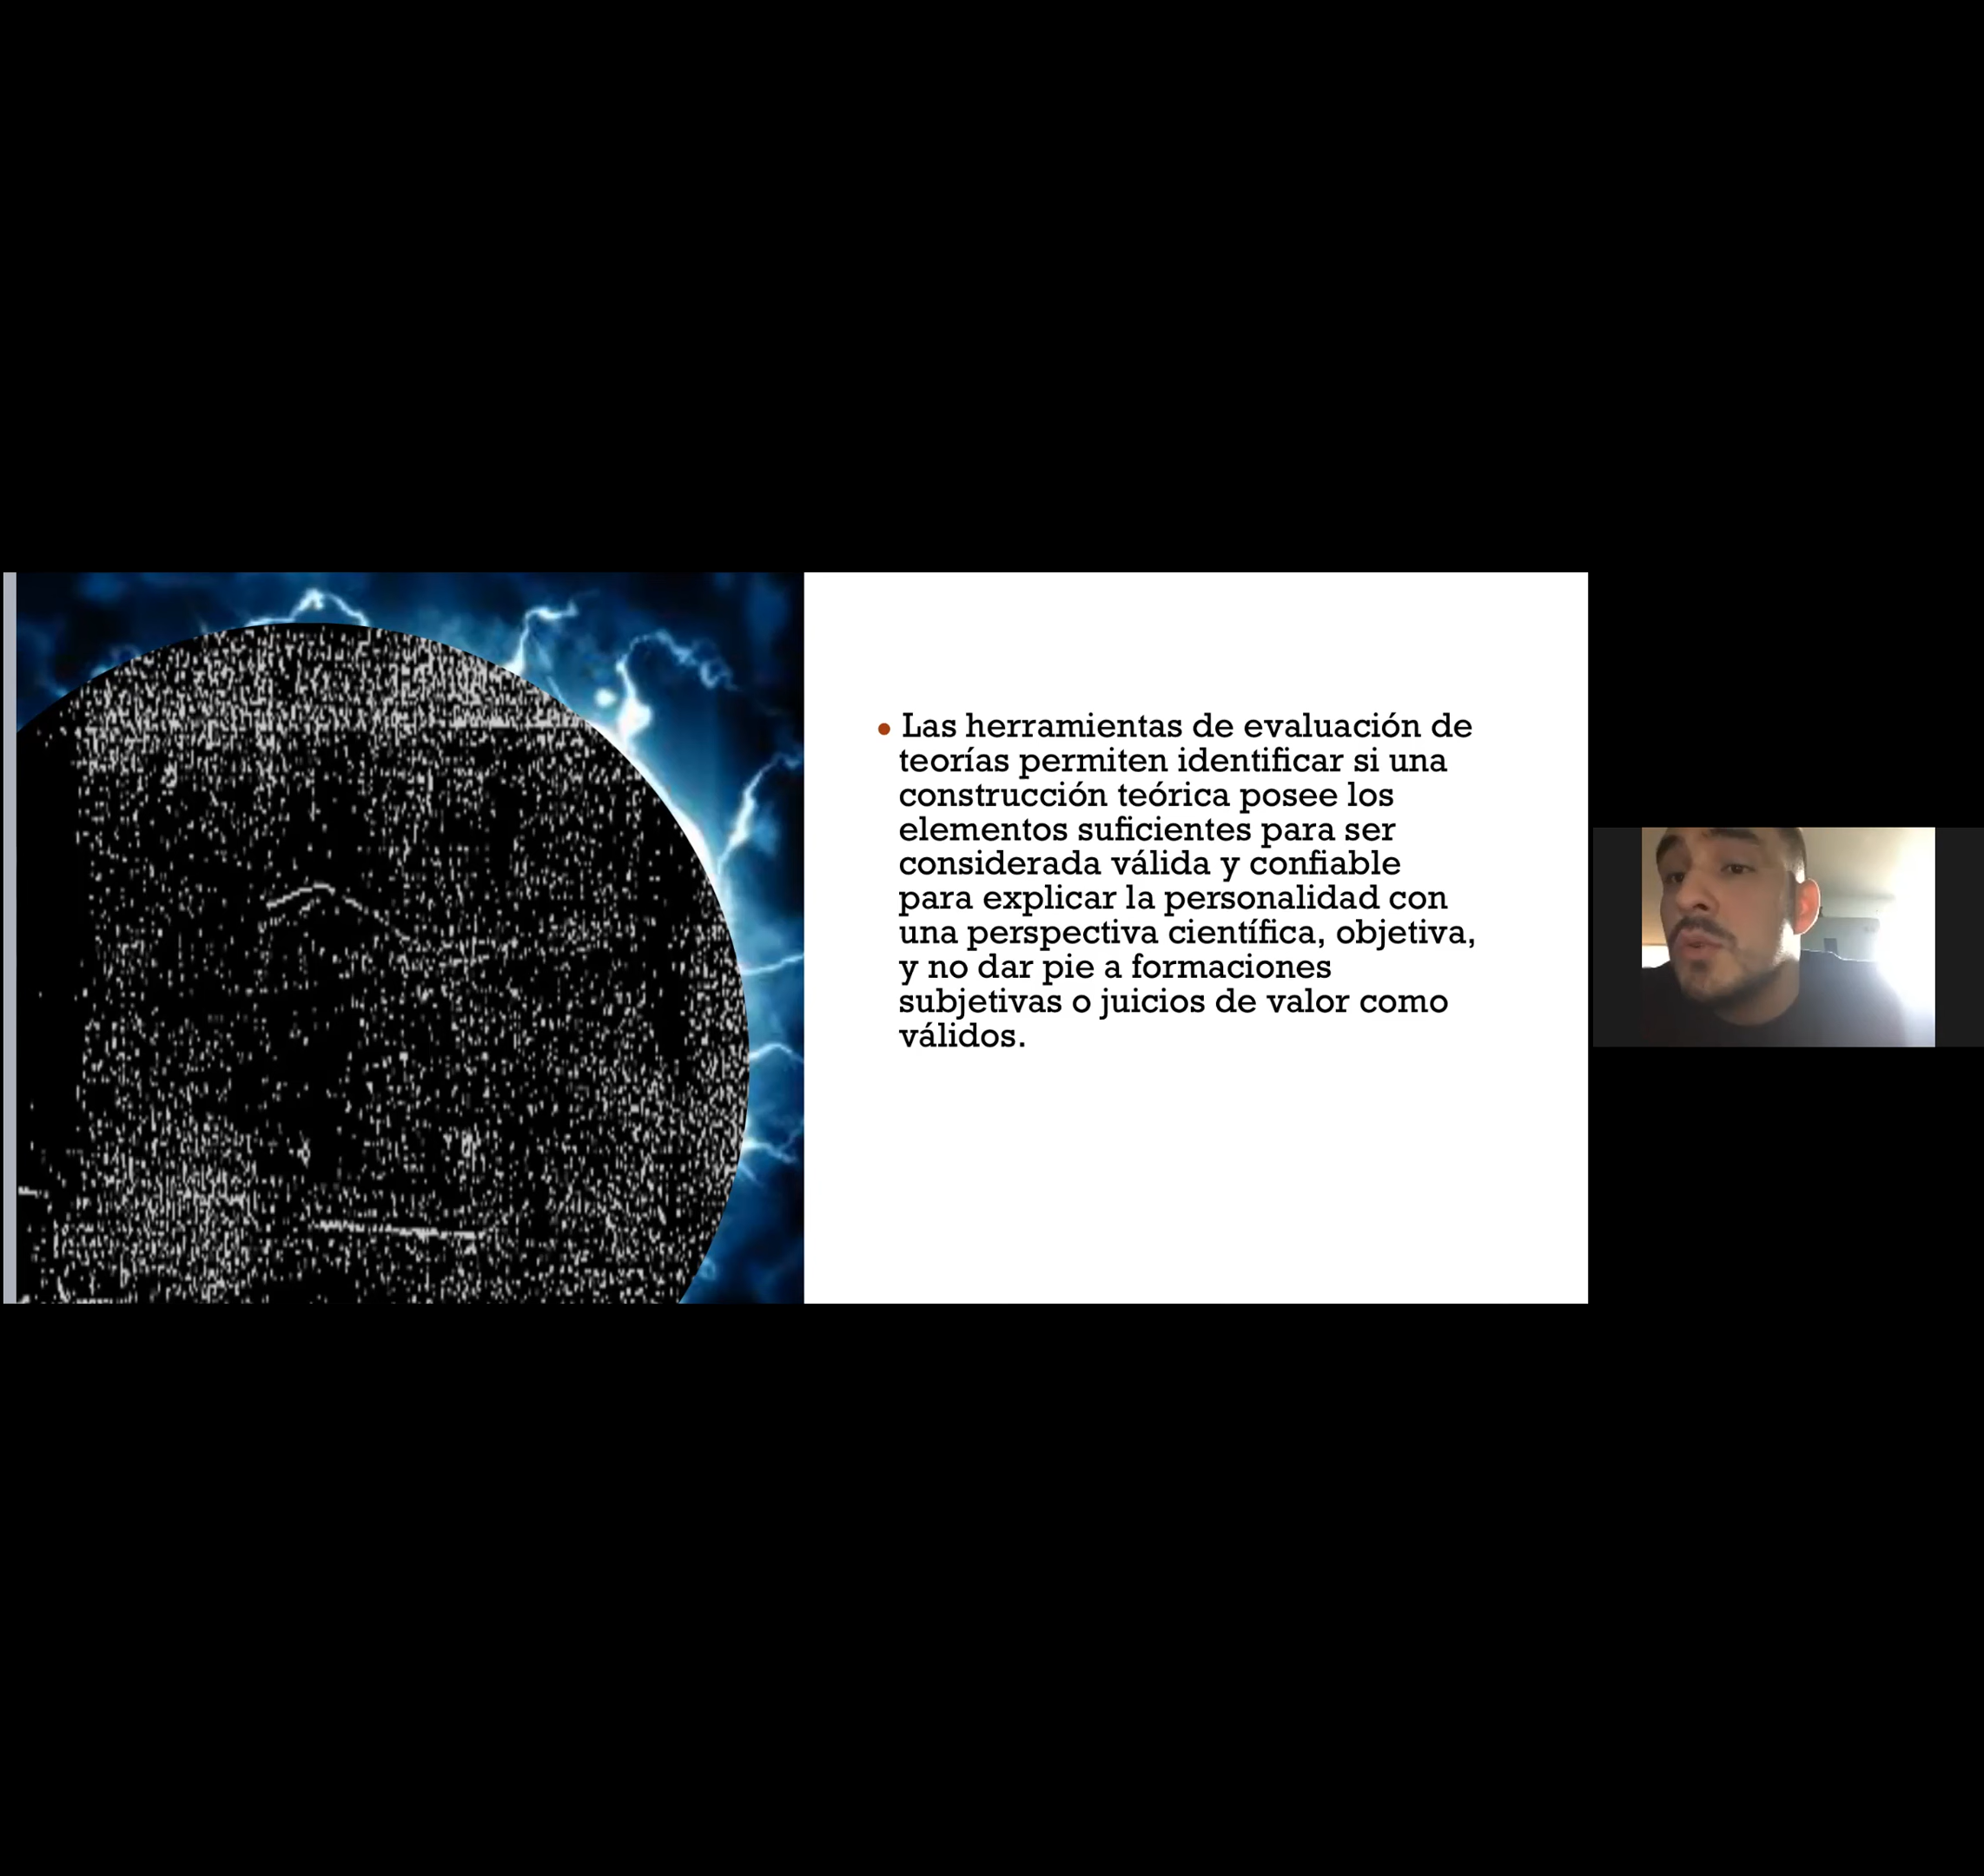 Las herramientas de evaluación de
teorías permiten identificar si una
construcción teórica posee los
elementos suficientes para ser
considerada válida y confiable
para explicar la personalidad con
una perspectiva científica, objetiva,
y no dar pie a formaciones
subjetivas o juicios de valor como
válidos.